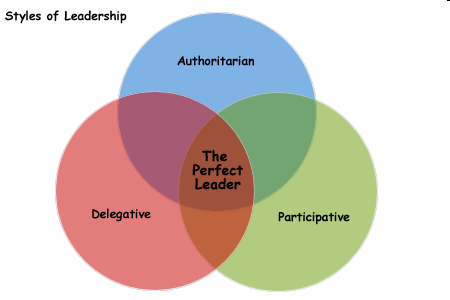 Styles of Leadership
Authoritarian
The
Perfect
Leader
Delegative
Participative